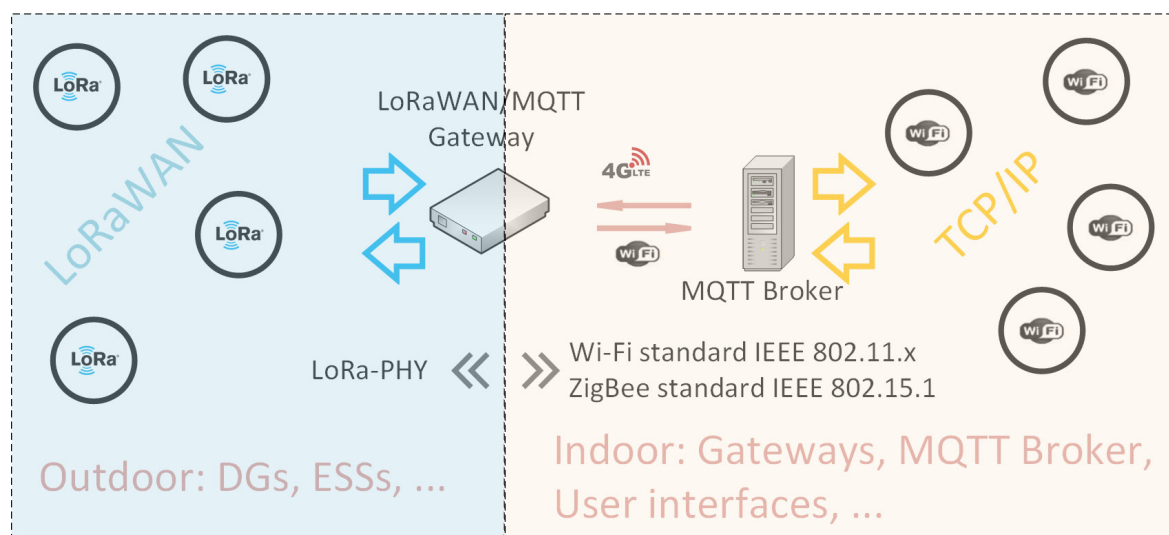 LoRa
LoRa
LoRa
LoRa
LoRaWAN
LoRaWAN/MQTT
Gateway
4G LTE
Wi Fi
MQTT Broker
Wi Fi
Wi Fi
Wi Fi
Wi Fi
TCP/IP
LoRa-PHY
Wi-Fi standard IEEE 802.11.x
ZigBee standard IEEE 802.15.1
Outdoor: DGs, ESSs, ...
Indoor: Gateways, MQTT Broker,
User interfaces, ...